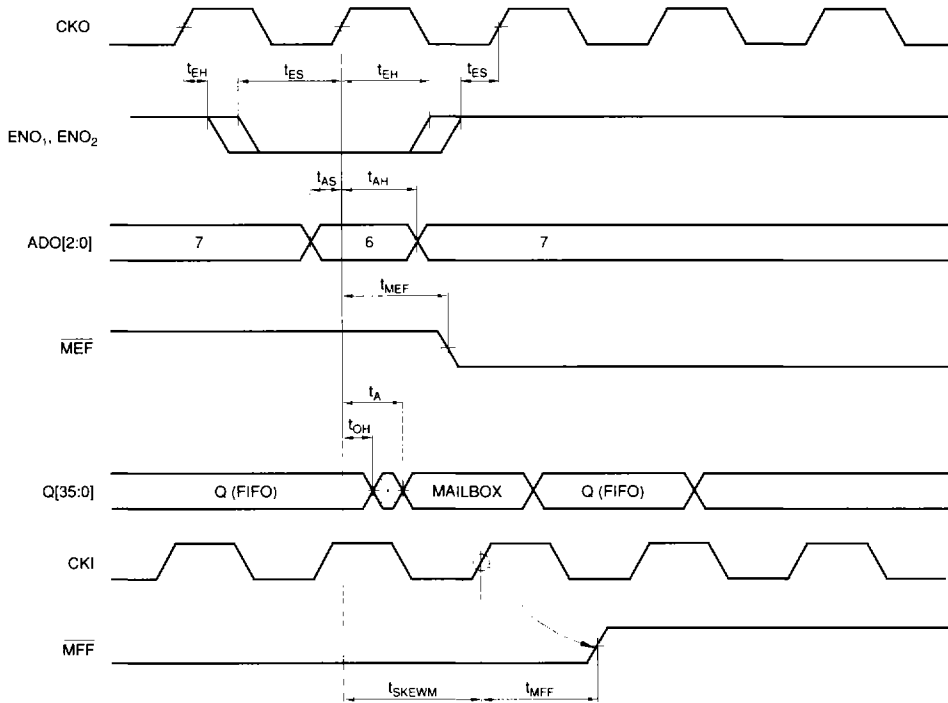 CKO
tEH tES tEH tES
ENO1, ENO2
tAS tAH
ADO[2:0] 7 6 7
tMEF
MEF
tA
tOH
Q[35:0] Q (FIFO) MAILBOX Q (FIFO)
CKI
MFF
tSKEWM tMFF